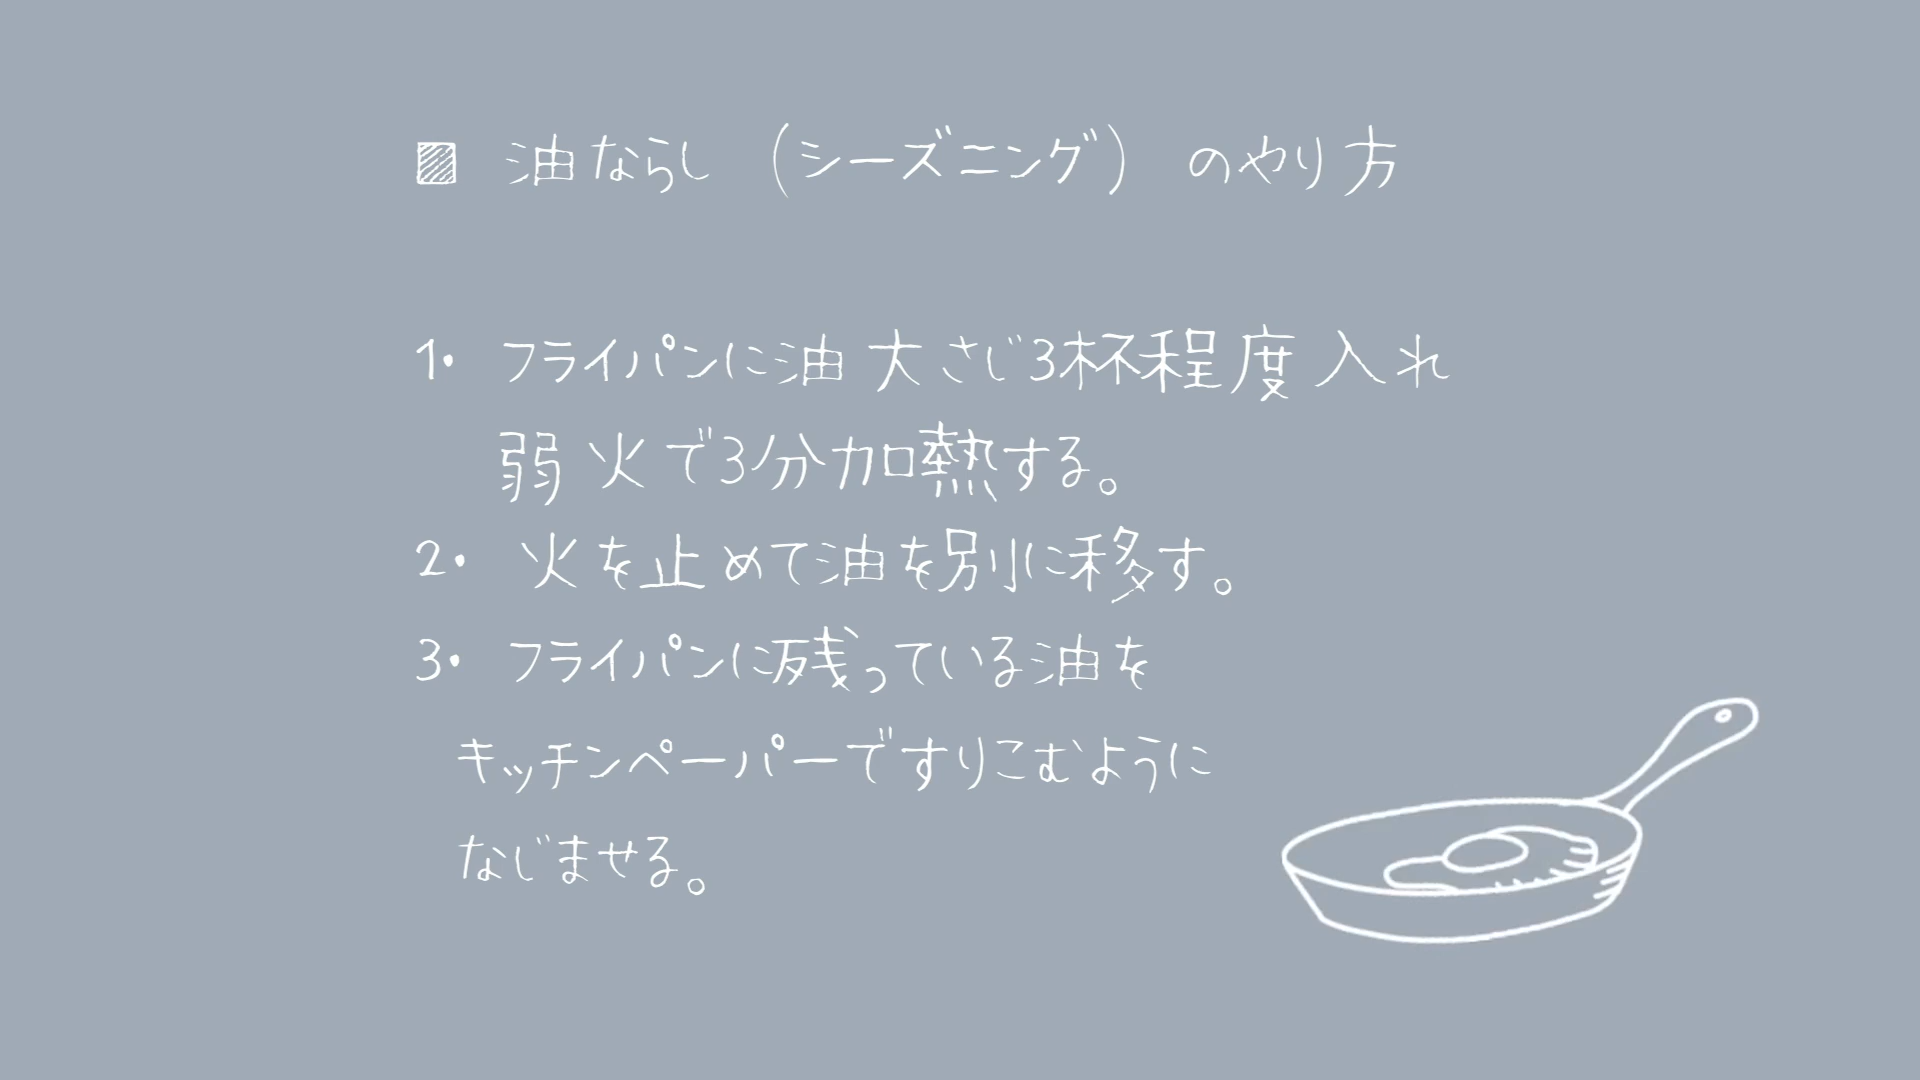 ▨ 油ならし（シーズニング）のやり方
1. フライパンに油大さじ3杯程度入れ
弱火で3分加熱する。
2. 火を止めて油を別に移す。
3. フライパンに残っている油を
キッチンペーパーですりこむように
なじませる。